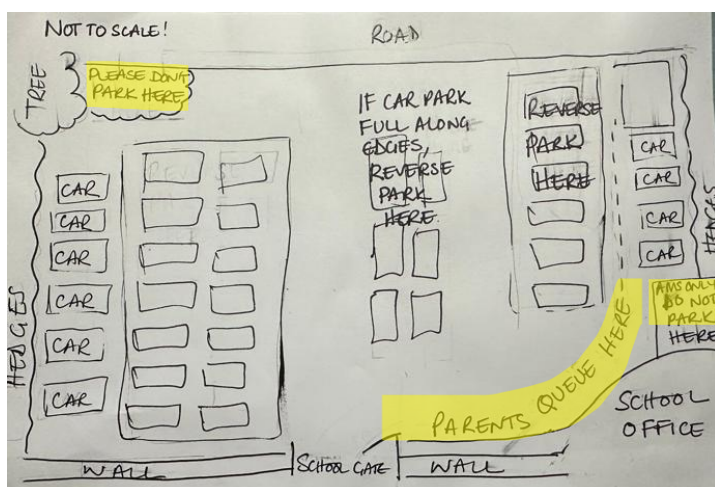 NOT TO SCALE!
ROAD
TREE
PLEASE DON'T
PARK HERE
IF CAR PARK
FULL ALONG
EDGES,
REVERSE
PARK
HERE
REVERSE
PARK
HERE
CAR
CAR
CAR
CAR
CAR
CAR
CAR
CAR
CAR
CAR
HEDGES
HEDGES
AMS ONLY
DO NOT
PARK
HERE
PARENTS QUEUE HERE
SCHOOL
OFFICE
WALL
SCHOOL GATE
WALL